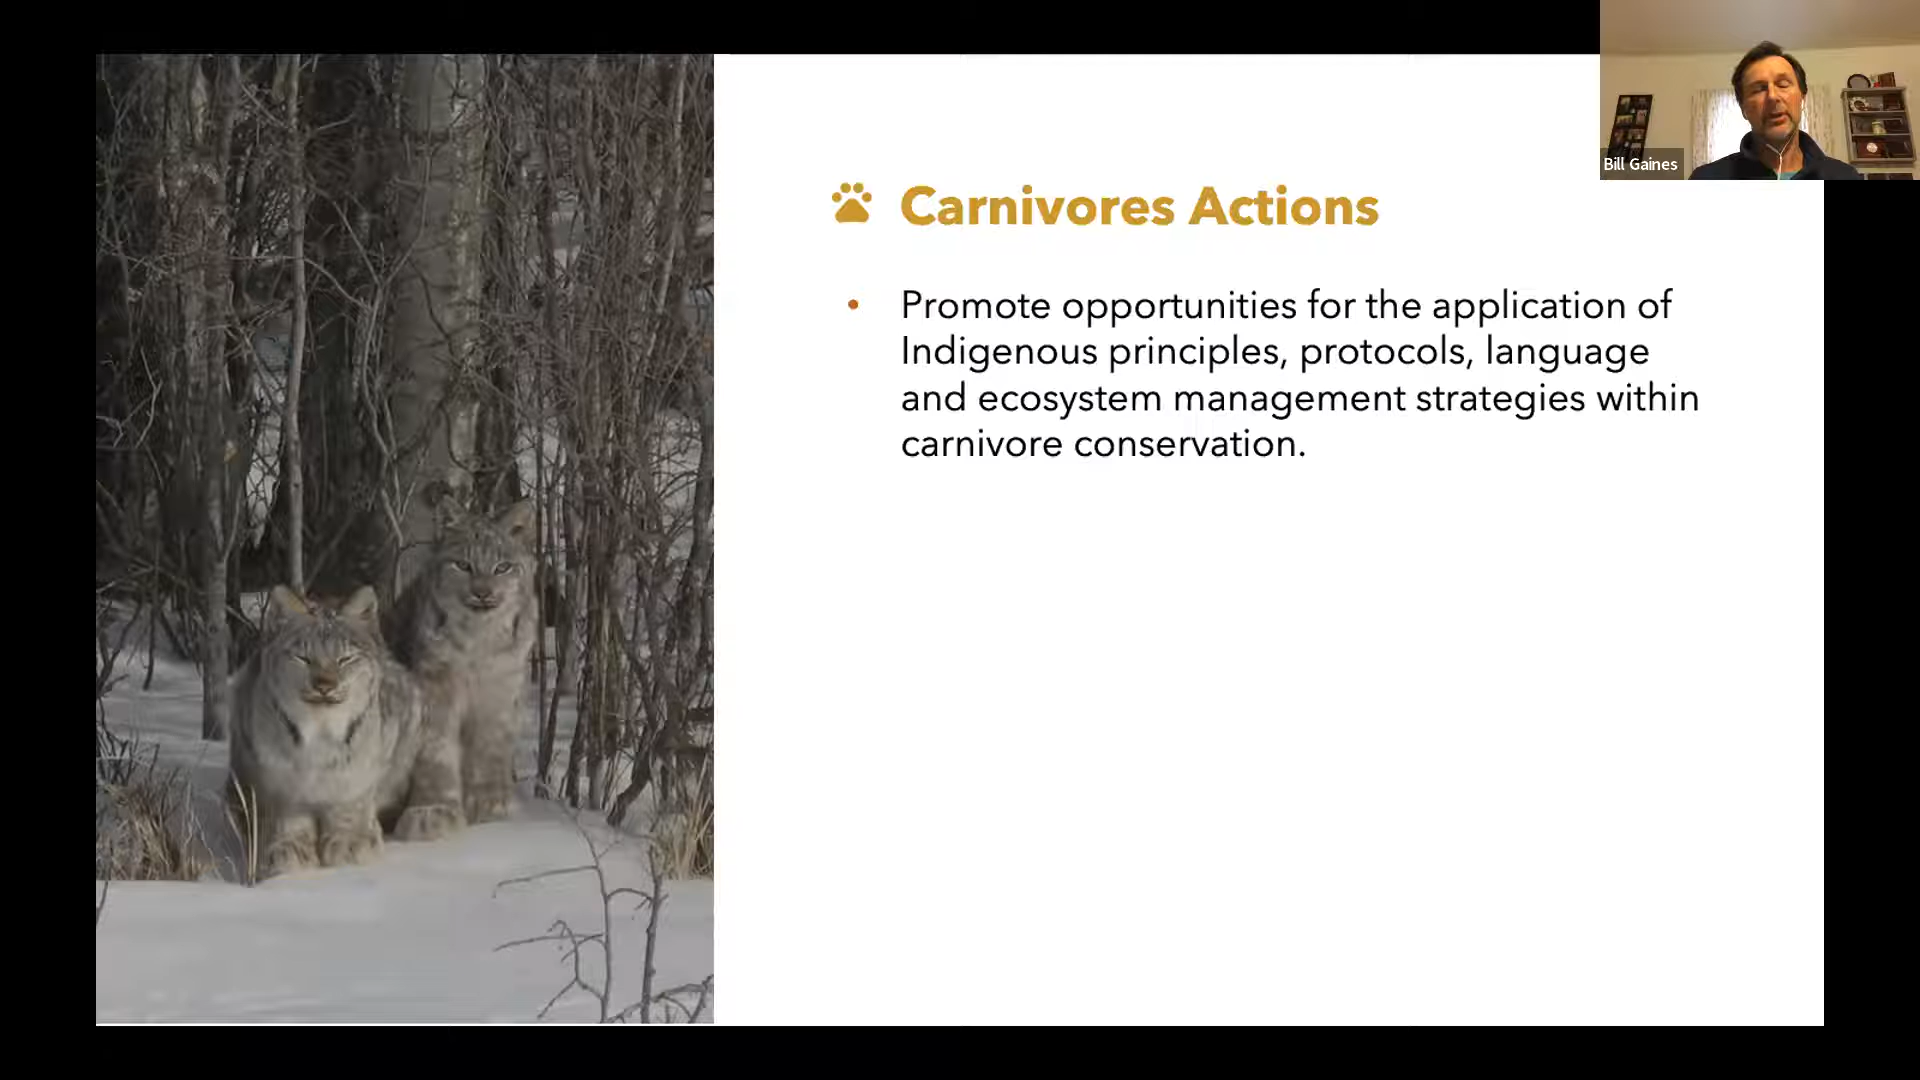 Bill Gaines
Carnivores Actions
• Promote opportunities for the application of
Indigenous principles, protocols, language
and ecosystem management strategies within
carnivore conservation.